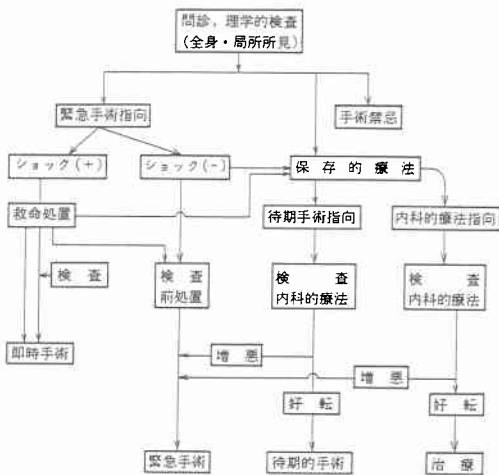 問診，理学的検査
(全身・局所所見)
緊急手術指向
手術禁忌
ショック(+)
ショック(-)
保存的療法
救命処置
待期手術指向
内科的療法指向
検査
検査
前処置
検査
内科的療法
検査
内科的療法
即時手術
増悪
増悪
好転
好転
緊急手術
待期的手術
治療